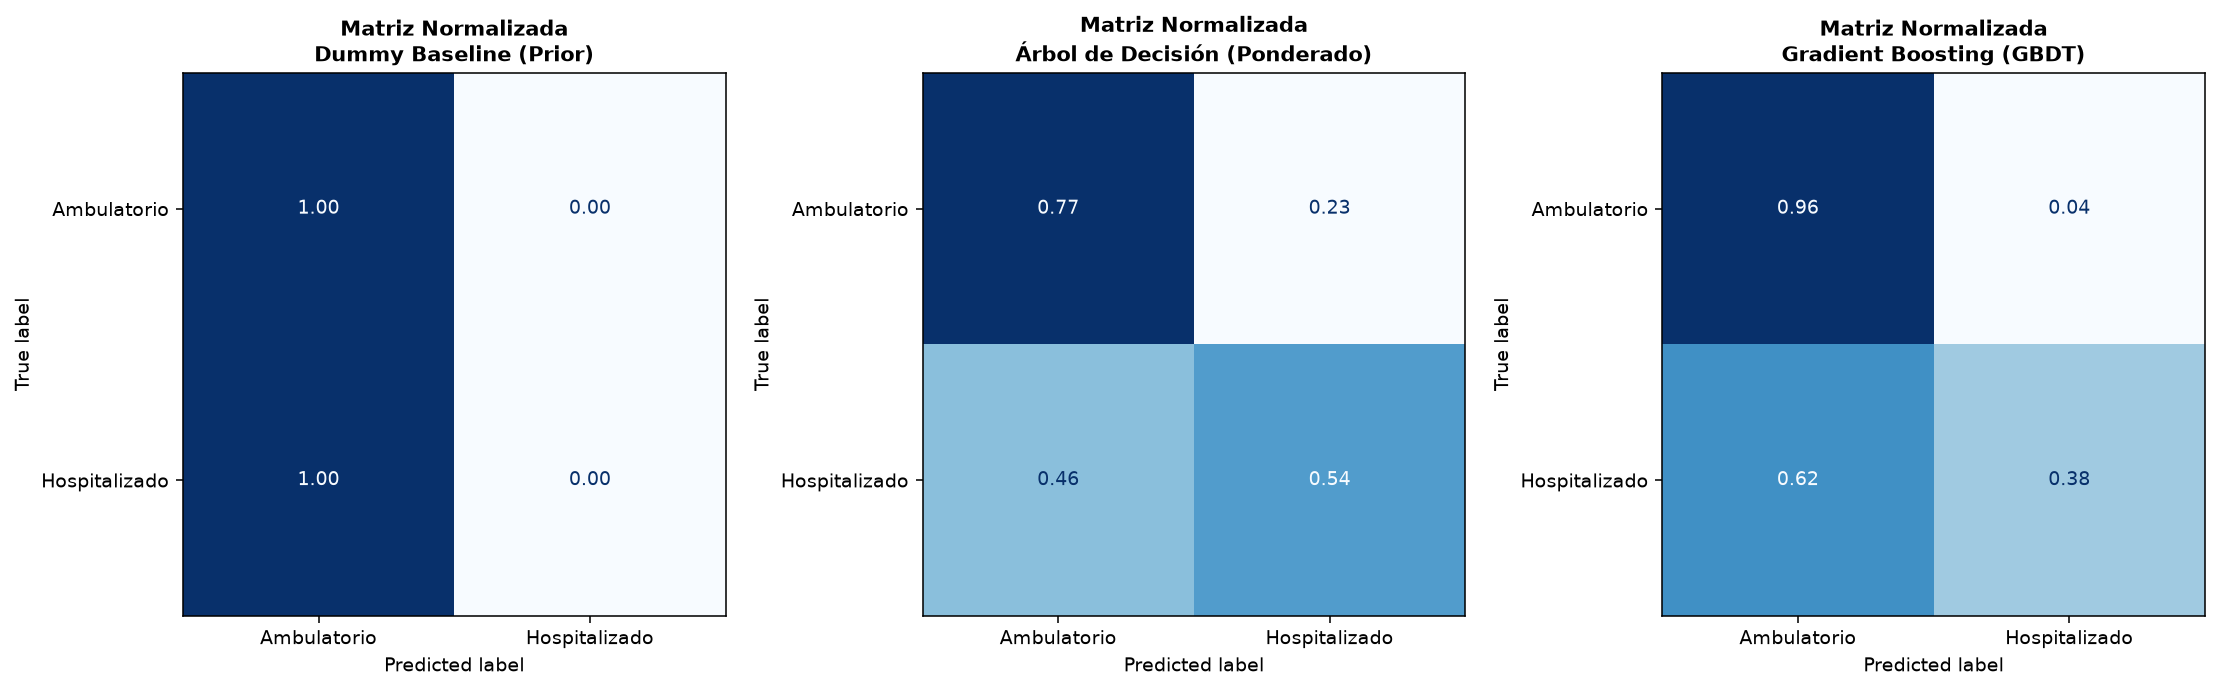 Matriz Normalizada
Dummy Baseline (Prior)
True label
Ambulatorio
1.00
0.00
Hospitalizado
1.00
0.00
Ambulatorio
Hospitalizado
Predicted label
Matriz Normalizada
Árbol de Decisión (Ponderado)
True label
Ambulatorio
0.77
0.23
Hospitalizado
0.46
0.54
Ambulatorio
Hospitalizado
Predicted label
Matriz Normalizada
Gradient Boosting (GBDT)
True label
Ambulatorio
0.96
0.04
Hospitalizado
0.62
0.38
Ambulatorio
Hospitalizado
Predicted label